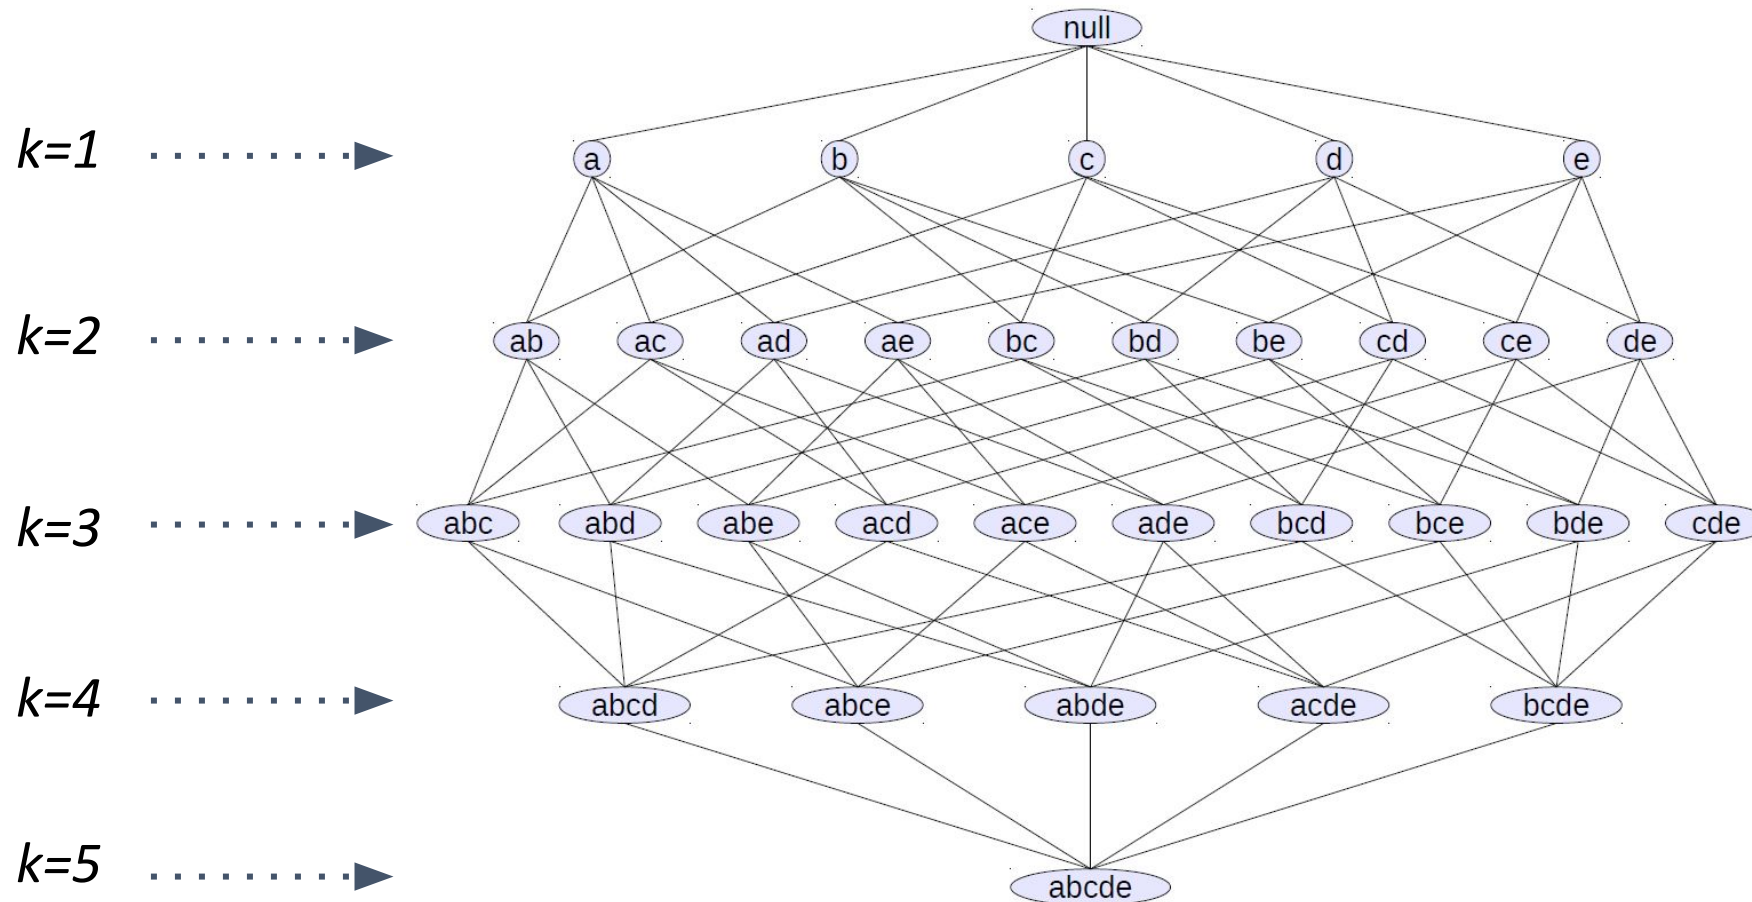 null
k=1 a b c d e
k=2 ab ac ad ae bc bd be cd ce de
k=3 abc abd abe acd ace ade bcd bce bde cde
k=4 abcd abce abde acde bcde
k=5 abcde